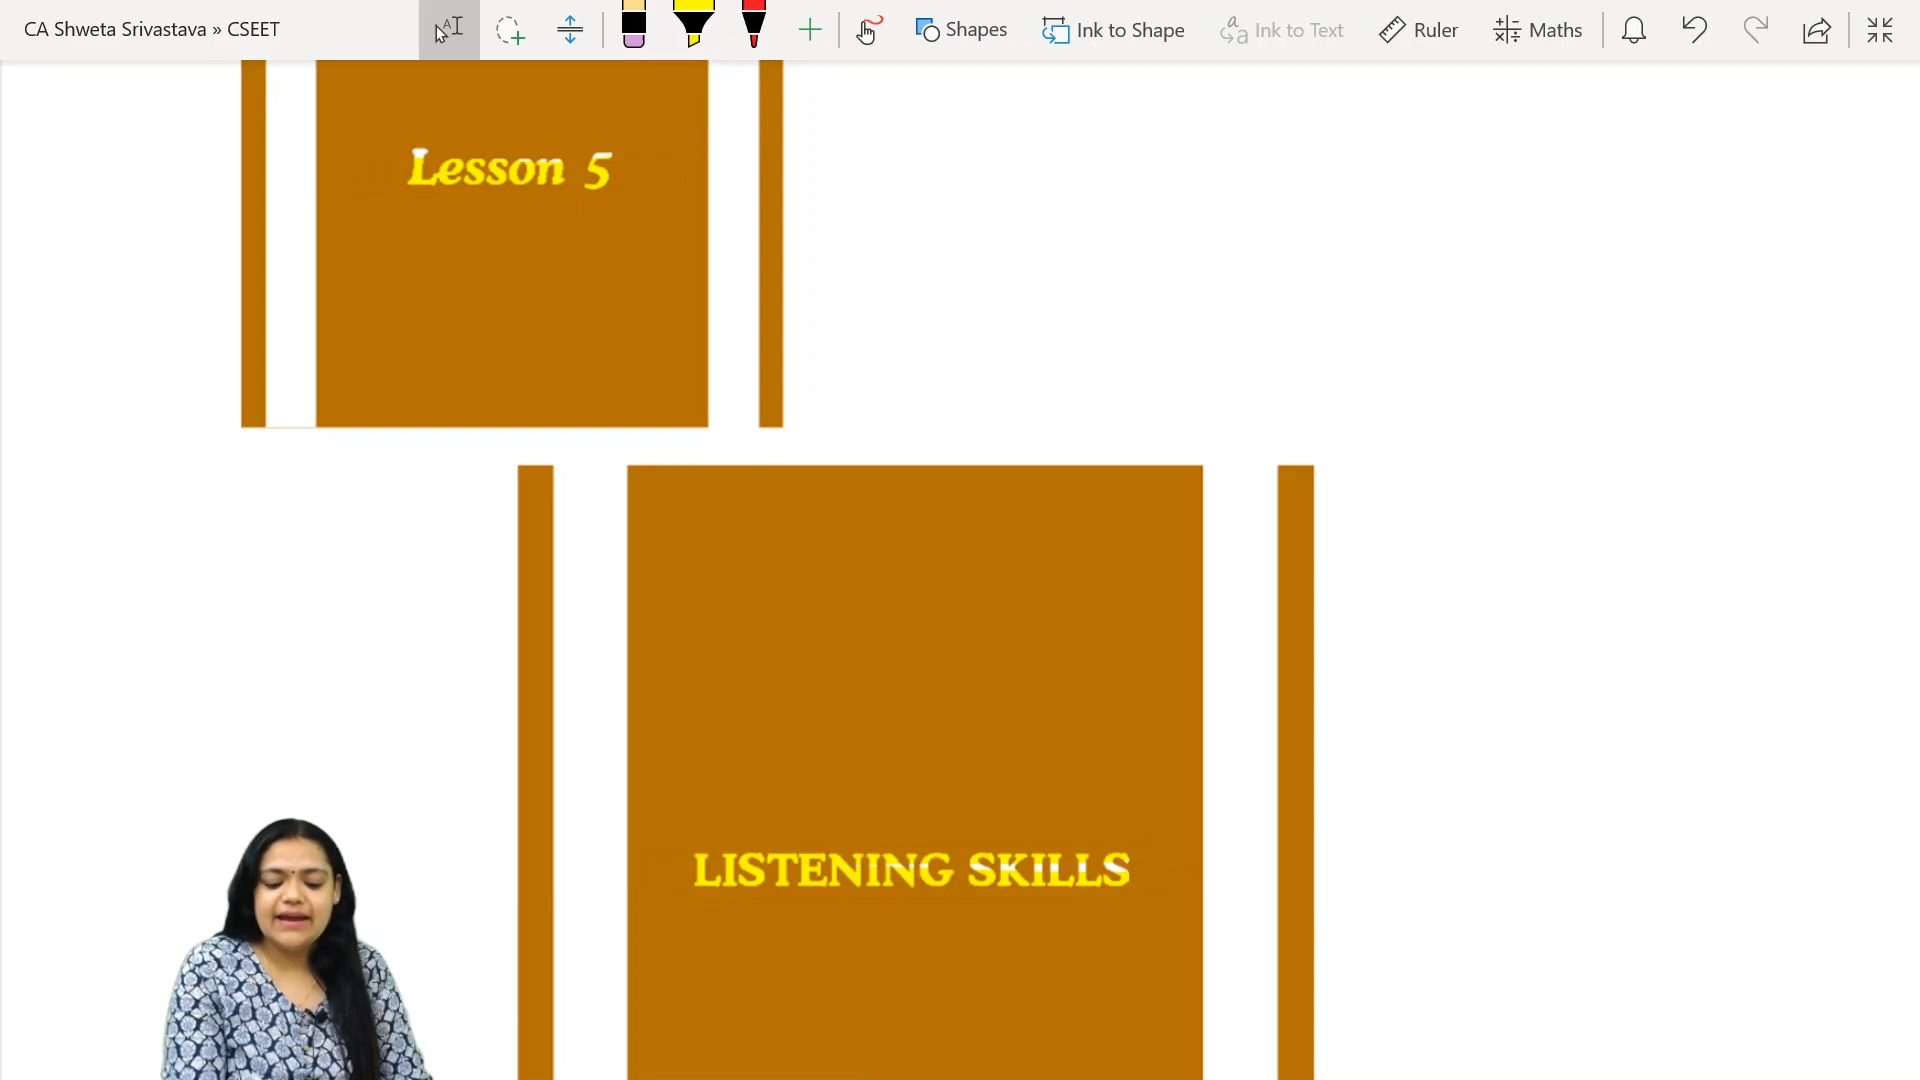 CA Shweta Srivastava » CSEET
Shapes
Ink to Shape
Ink to Text
Ruler
Maths
Lesson 5
LISTENING SKILLS